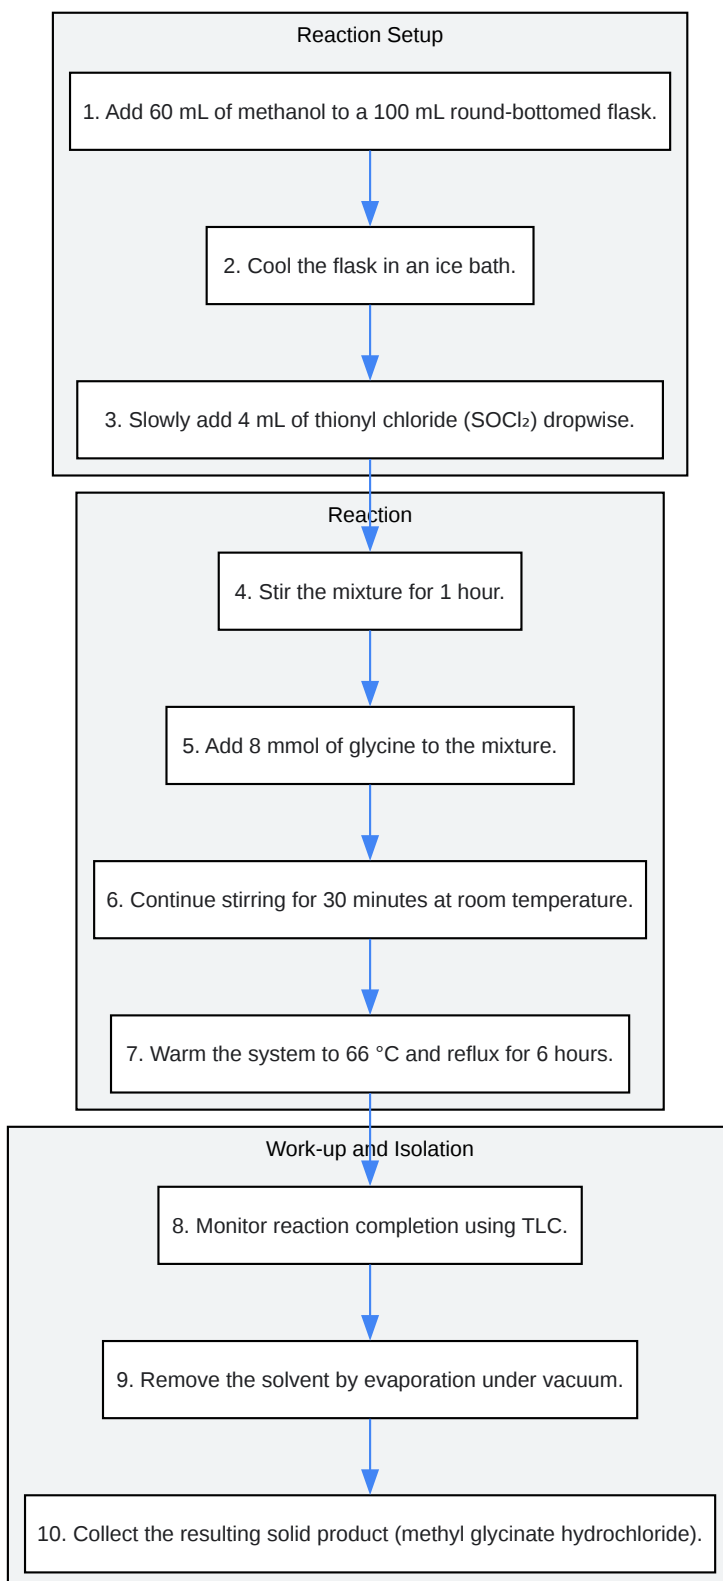 Reaction Setup
1. Add 60 mL of methanol to a 100 mL round-bottomed flask.
2. Cool the flask in an ice bath.
3. Slowly add 4 mL of thionyl chloride (SOCl₂) dropwise.
Reaction
4. Stir the mixture for 1 hour.
5. Add 8 mmol of glycine to the mixture.
6. Continue stirring for 30 minutes at room temperature.
7. Warm the system to 66 °C and reflux for 6 hours.
Work-up and Isolation
8. Monitor reaction completion using TLC.
9. Remove the solvent by evaporation under vacuum.
10. Collect the resulting solid product (methyl glycinate hydrochloride).